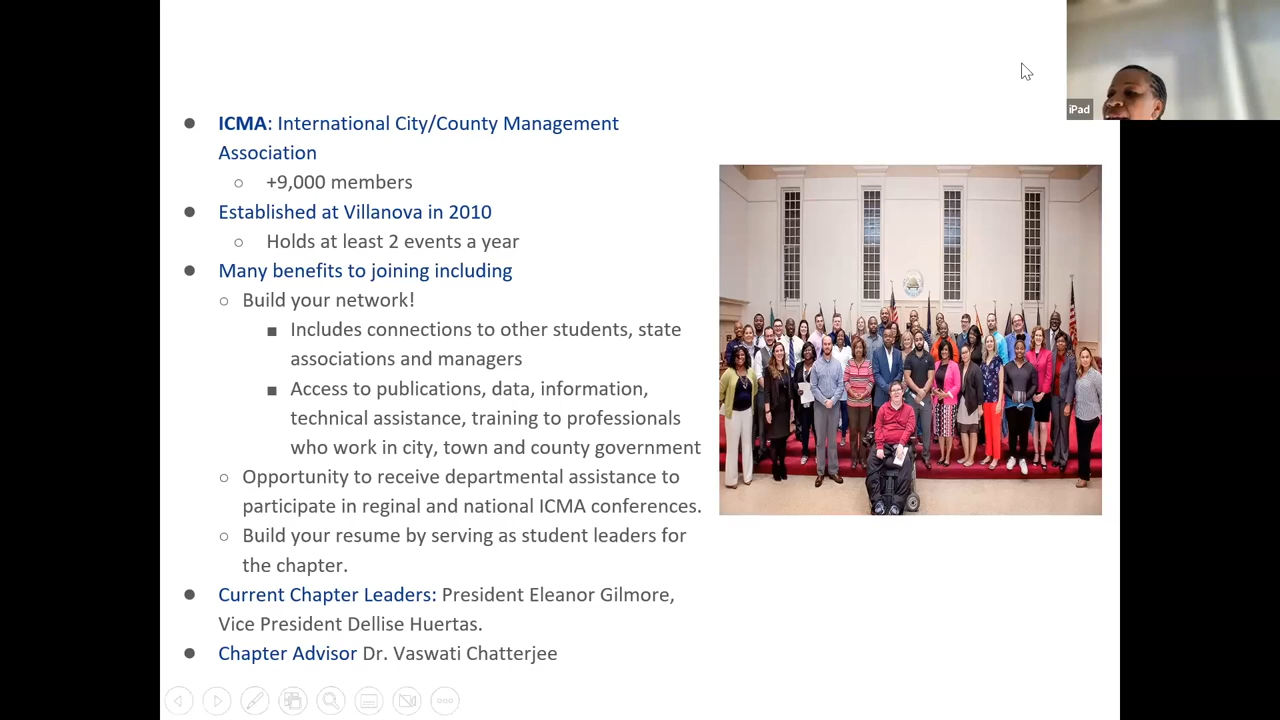 iPad
ICMA: International City/County Management
Association
+9,000 members
Established at Villanova in 2010
Holds at least 2 events a year
Many benefits to joining including
Build your network!
Includes connections to other students, state
associations and managers
Access to publications, data, information,
technical assistance, training to professionals
who work in city, town and county government
Opportunity to receive departmental assistance to
participate in reginal and national ICMA conferences.
Build your resume by serving as student leaders for
the chapter.
Current Chapter Leaders: President Eleanor Gilmore,
Vice President Dellise Huertas.
Chapter Advisor Dr. Vaswati Chatterjee